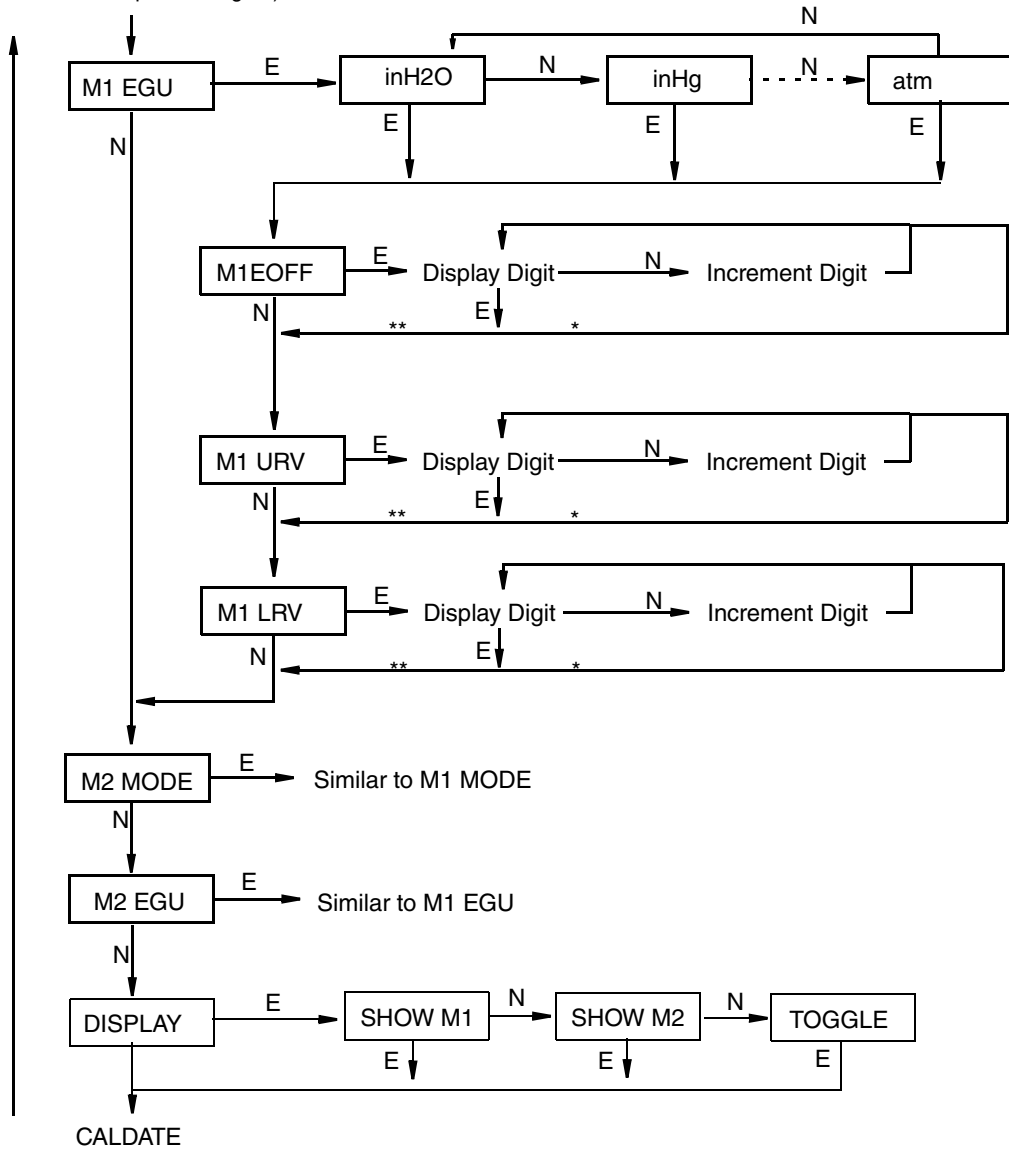 N
M1 EGU E inH2O N inHg N atm
N E E E
M1EOFF E Display Digit N Increment Digit
N E
** *
M1 URV E Display Digit N Increment Digit
N E
** *
M1 LRV E Display Digit N Increment Digit
N E
** *
M2 MODE E Similar to M1 MODE
N
M2 EGU E Similar to M1 EGU
N
DISPLAY E SHOW M1 N SHOW M2 N TOGGLE
E E E
CALDATE